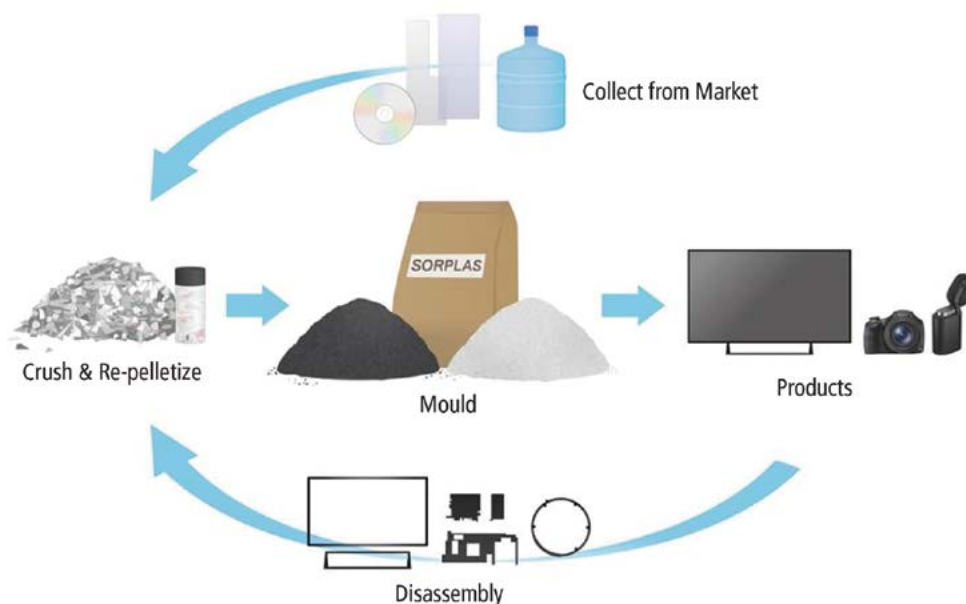 Collect from Market
SORPLAS
Crush & Re-pelletize
Mould
Products
Disassembly